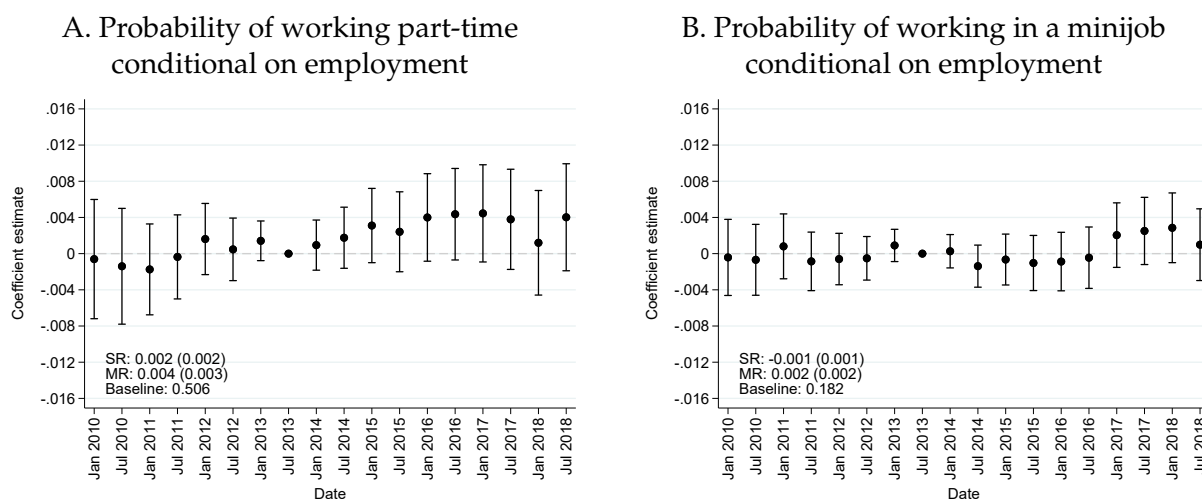 A. Probability of working part-time
conditional on employment
.016
.012
.008
.004
0
-.004
-.008
-.012
-.016
Coefficient estimate
SR: 0.002 (0.002)
MR: 0.004 (0.003)
Baseline: 0.506
Jan 2010
Jul 2010
Jan 2011
Jul 2011
Jan 2012
Jul 2012
Jan 2013
Jul 2013
Jan 2014
Jul 2014
Jan 2015
Jul 2015
Jan 2016
Jul 2016
Jan 2017
Jul 2017
Jan 2018
Jul 2018
Date
B. Probability of working in a minijob
conditional on employment
.016
.012
.008
.004
0
-.004
-.008
-.012
-.016
Coefficient estimate
SR: -0.001 (0.001)
MR: 0.002 (0.002)
Baseline: 0.182
Jan 2010
Jul 2010
Jan 2011
Jul 2011
Jan 2012
Jul 2012
Jan 2013
Jul 2013
Jan 2014
Jul 2014
Jan 2015
Jul 2015
Jan 2016
Jul 2016
Jan 2017
Jul 2017
Jan 2018
Jul 2018
Date